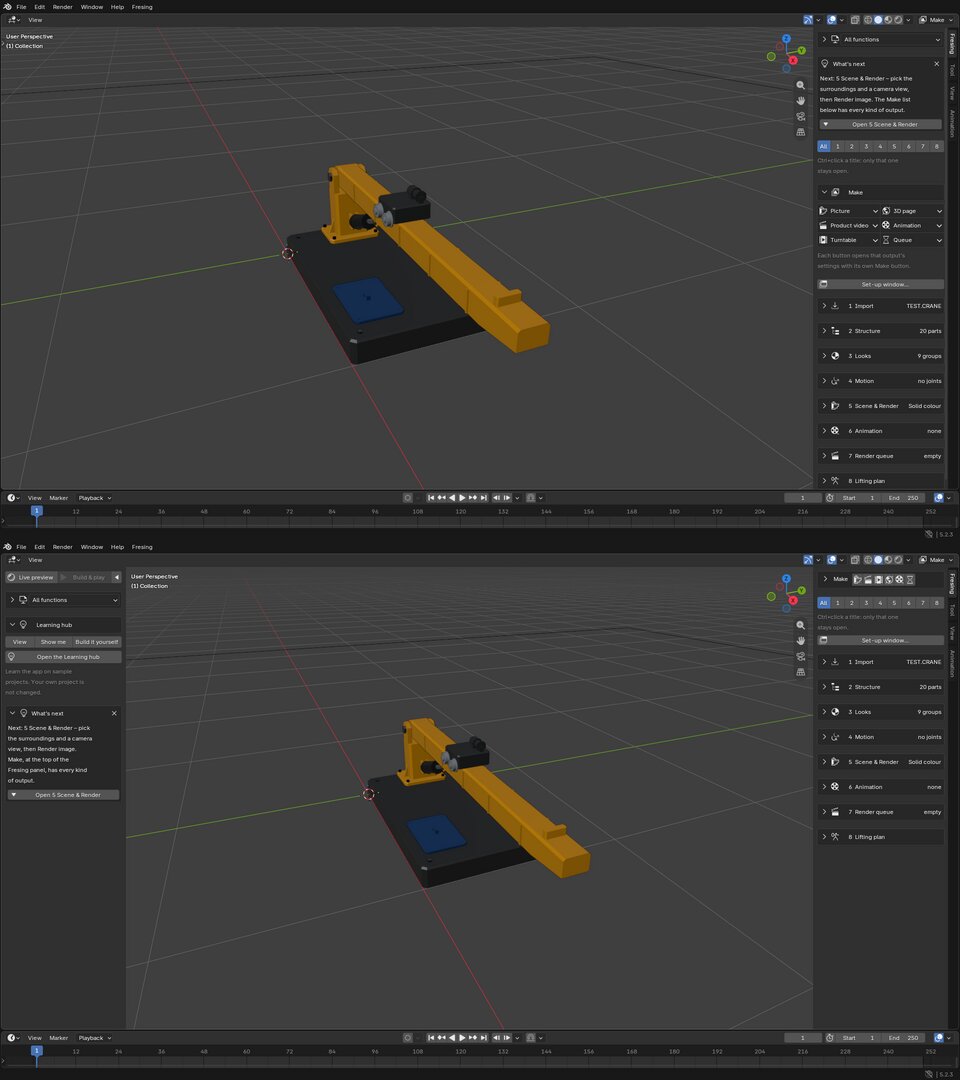 File Edit Render Window Help Fresing
View
Make
User Perspective
(1) Collection
Z
Y
X
All functions
What's next
Next: 5 Scene & Render – pick the
surroundings and a camera view,
then Render image. The Make list
below has every kind of output.
Open 5 Scene & Render
All 1 2 3 4 5 6 7 8
Ctrl+click a title: only that one
stays open.
Make
Picture 3D page
Product video Animation
Turntable Queue
Each button opens that output's
settings with its own Make button.
Set-up window...
1 Import TEST.CRANE
2 Structure 20 parts
3 Looks 9 groups
4 Motion no joints
5 Scene & Render Solid colour
6 Animation none
7 Render queue empty
8 Lifting plan
Fresing
Tool
View
Animation
View Marker Playback
1 Start 1 End 250
1 12 24 36 48 60 72 84 96 108 120 132 144 156 168 180 192 204 216 228 240 252
5.2.3
File Edit Render Window Help Fresing
View
Make
Live preview Build & play
All functions
Learning hub
View Show me Build it yourself
Open the Learning hub
Learn the app on sample
projects. Your own project is
not changed.
What's next
Next: 5 Scene & Render – pick
the surroundings and a camera
view, then Render image.
Make, at the top of the
Fresing panel, has every kind
of output.
Open 5 Scene & Render
User Perspective
(1) Collection
Z
Y
X
Make
All 1 2 3 4 5 6 7 8
Ctrl+click a title: only that one
stays open.
Set-up window...
1 Import TEST.CRANE
2 Structure 20 parts
3 Looks 9 groups
4 Motion no joints
5 Scene & Render Solid colour
6 Animation none
7 Render queue empty
8 Lifting plan
Fresing
Tool
View
Animation
View Marker Playback
1 Start 1 End 250
1 12 24 36 48 60 72 84 96 108 120 132 144 156 168 180 192 204 216 228 240 252
5.2.3